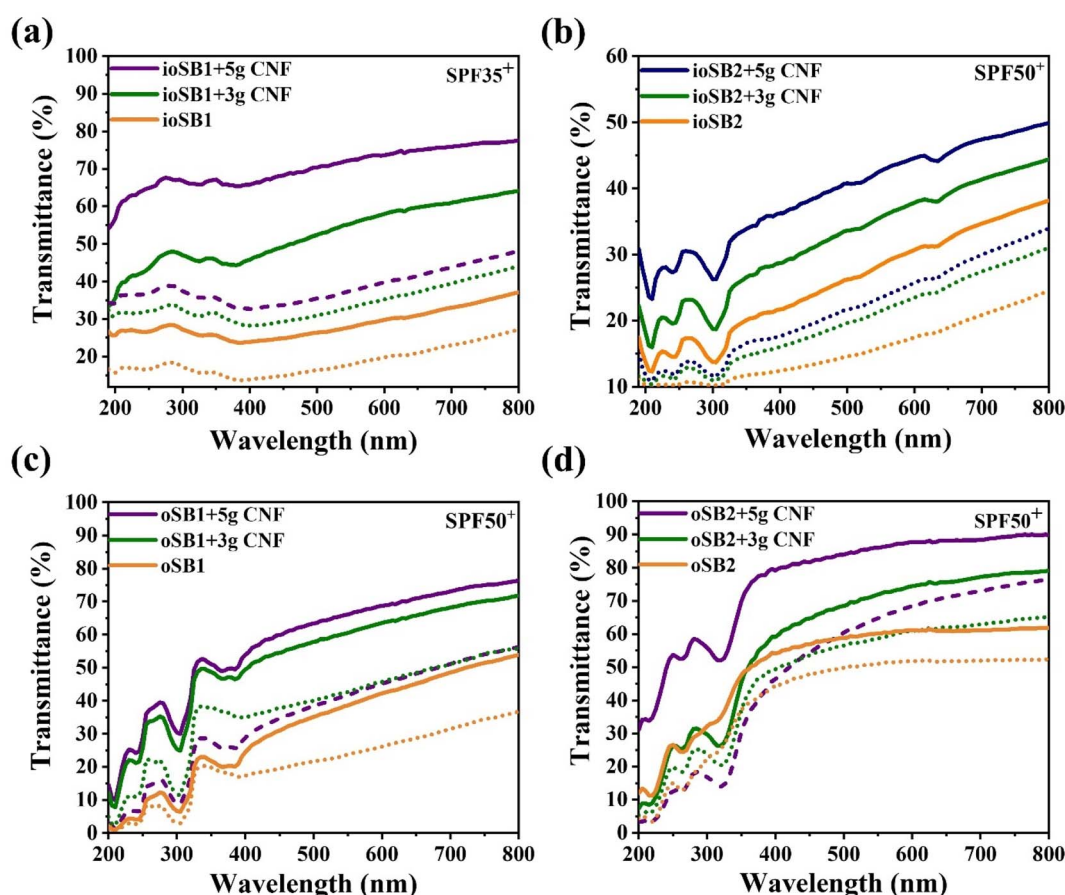 (a)
100
90
80
70
60
50
40
30
20
Transmittance (%)
ioSB1+5g CNF
ioSB1+3g CNF
ioSB1
SPF35⁺
200 300 400 500 600 700 800
Wavelength (nm)
(b)
60
50
40
30
20
10
Transmittance (%)
ioSB2+5g CNF
ioSB2+3g CNF
ioSB2
SPF50⁺
200 300 400 500 600 700 800
Wavelength (nm)
(c)
100
90
80
70
60
50
40
30
20
10
0
Transmittance (%)
oSB1+5g CNF
oSB1+3g CNF
oSB1
SPF50⁺
200 300 400 500 600 700 800
Wavelength (nm)
(d)
100
90
80
70
60
50
40
30
20
10
0
Transmittance (%)
oSB2+5g CNF
oSB2+3g CNF
oSB2
SPF50⁺
200 300 400 500 600 700 800
Wavelength (nm)